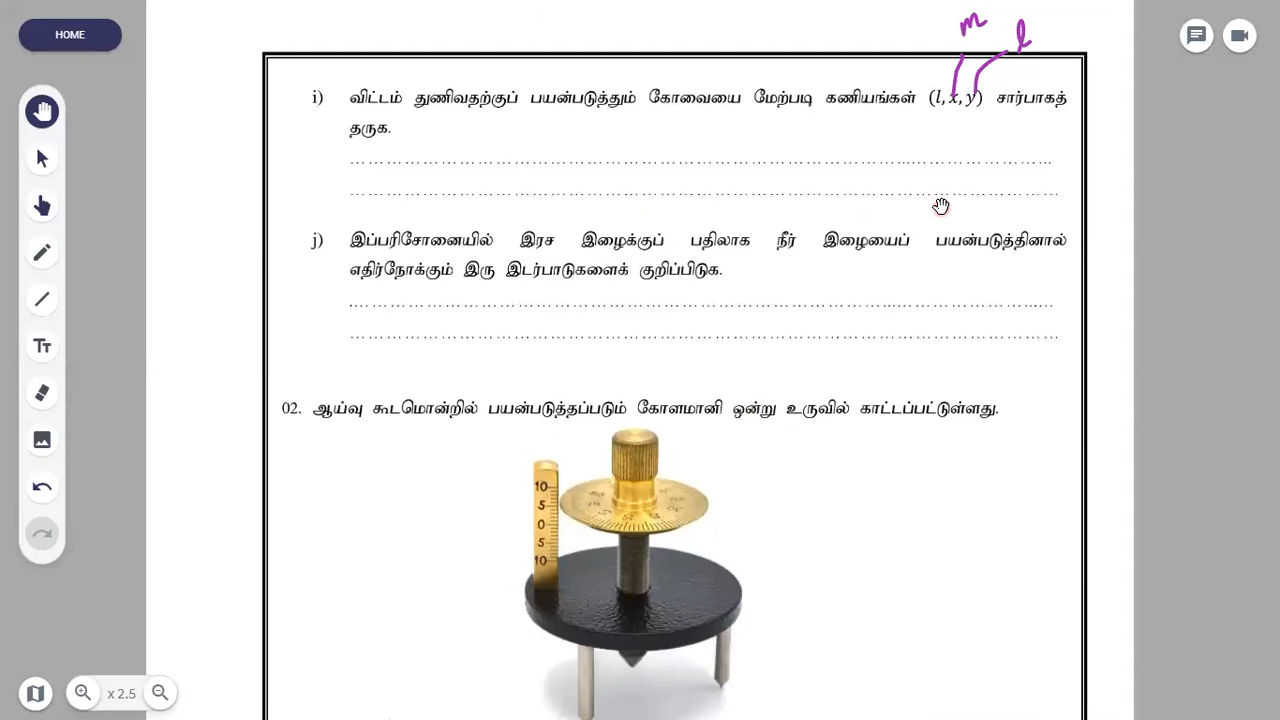 HOME
m l
i) விட்டம் துணிவதற்குப் பயன்படுத்தும் கோவையை மேற்படி கணியங்கள் (l, x, y) சார்பாகத்
தருக.
j) இப்பரிசோனையில் இரச இழைக்குப் பதிலாக நீர் இழையைப் பயன்படுத்தினால்
எதிர்நோக்கும் இரு இடர்பாடுகளைக் குறிப்பிடுக.
02. ஆய்வு கூடமொன்றில் பயன்படுத்தப்படும் கோளமானி ஒன்று உருவில் காட்டப்பட்டுள்ளது.
10
5
0
5
10
Tт
x 2.5